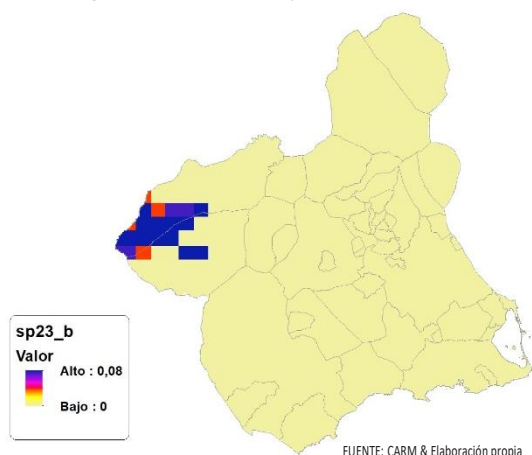 sp23_b
Valor
Alto : 0,08
Bajo : 0
FUENTE: CARM & Elaboración propia